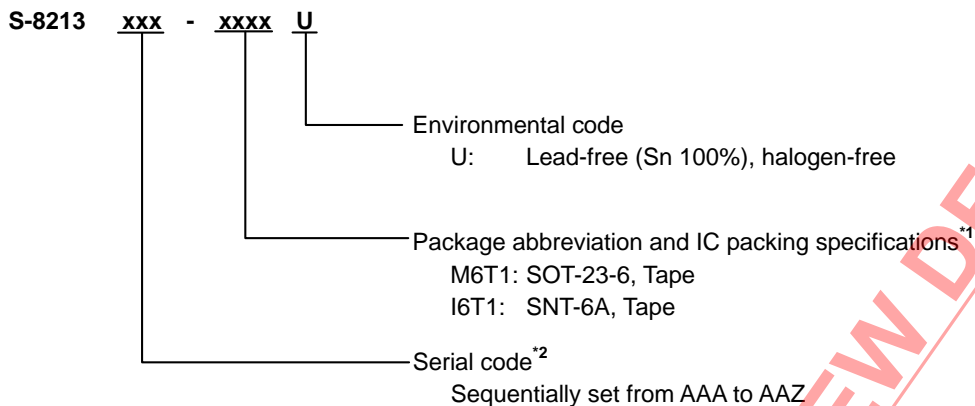 S-8213 xxx - xxxx U
Environmental code
U: Lead-free (Sn 100%), halogen-free
Package abbreviation and IC packing specifications*1
M6T1: SOT-23-6, Tape
I6T1: SNT-6A, Tape
Serial code*2
Sequentially set from AAA to AAZ